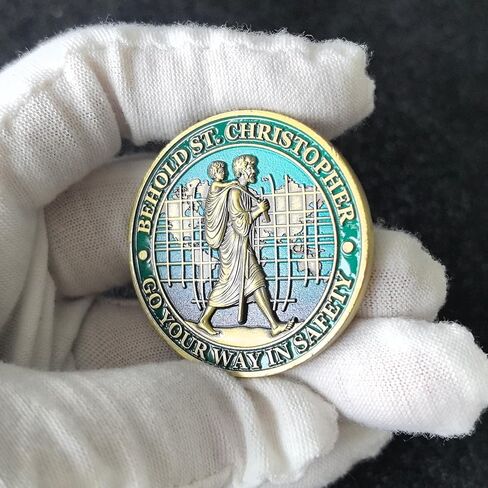 BEHOLD ST. CHRISTOPHER
GO YOUR WAY IN SAFETY